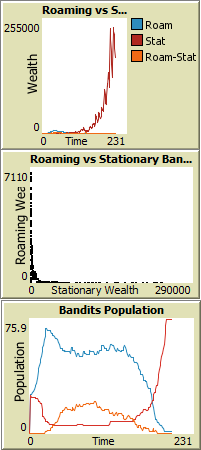 Roaming vs S...
255000
Wealth
0
0
Time
231
Roam
Stat
Roam-Stat
Roaming vs Stationary Ban...
7110
Roaming Wea
0
0
Stationary Wealth
290000
Bandits Population
75.9
Population
0
0
Time
231